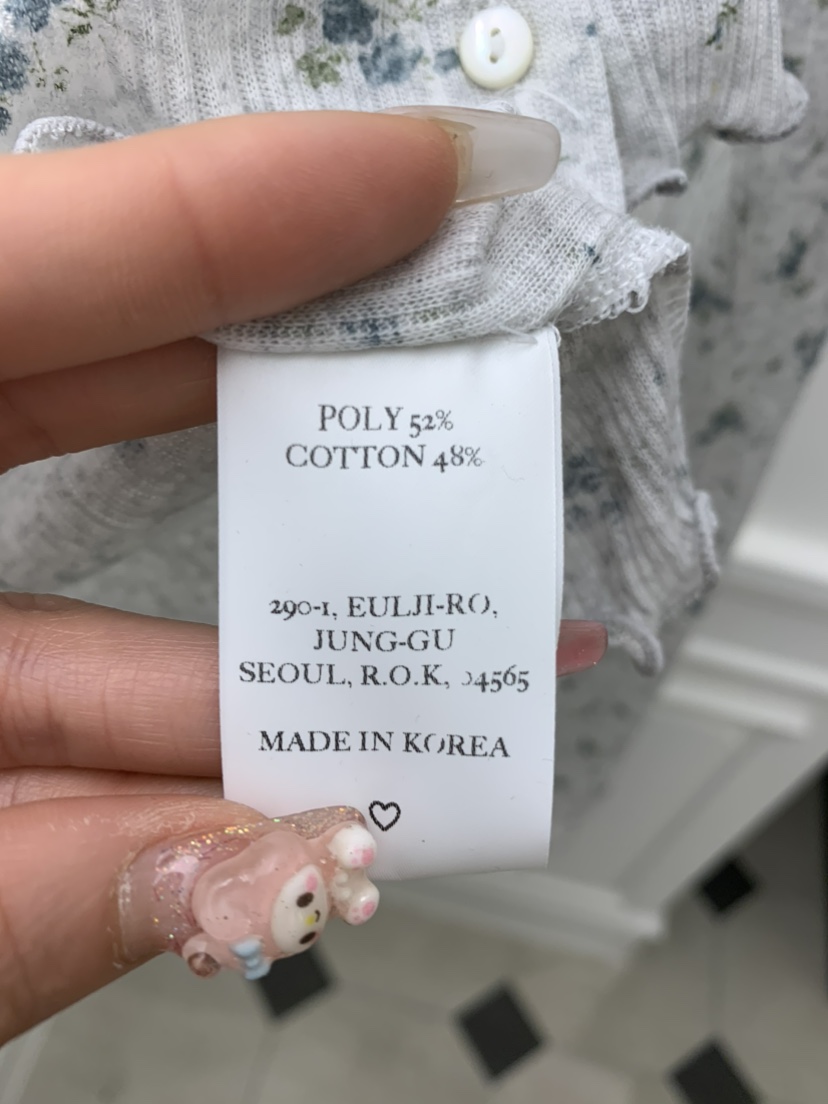 POLY 52%
COTTON 48%
290-1, EULJI-RO,
JUNG-GU
SEOUL, R.O.K, 04565
MADE IN KOREA
♡